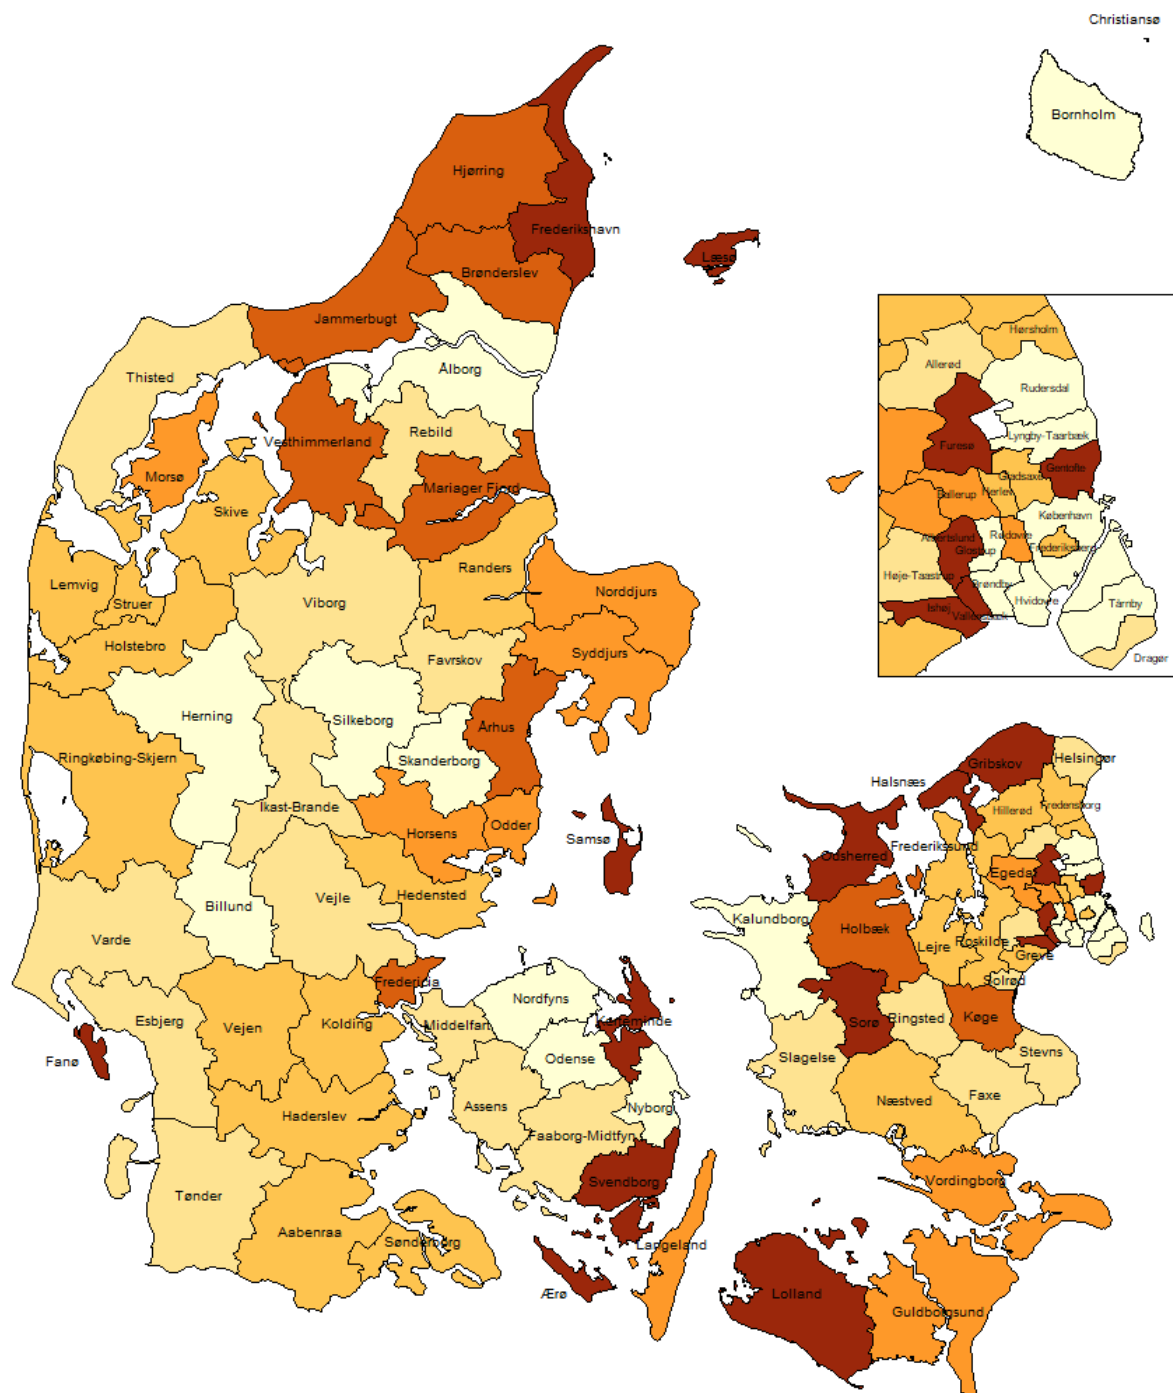 Christiansø
Bornholm
Hjørring
Frederikshavn
Læsø
Brønderslev
Jammerbugt
Ålborg
Thisted
Vesthimmerland
Rebild
Morsø
Mariager Fjord
Skive
Lemvig
Struer
Randers
Viborg
Norddjurs
Holstebro
Favrskov
Syddjurs
Herning
Silkeborg
Århus
Ringkøbing-Skjern
Skanderborg
Ikast-Brande
Horsens
Odder
Samsø
Hedensted
Vejle
Billund
Varde
Fredericia
Esbjerg
Vejen
Kolding
Middelfart
Nordfyns
Kerteminde
Fanø
Odense
Haderslev
Assens
Nyborg
Faaborg-Midtfyn
Svendborg
Tønder
Aabenraa
Sønderborg
Langeland
Ærø
Hørsholm
Allerød
Rudersdal
Furesø
Lyngby-Taarbæk
Gentofte
Gladsaxe
Ballerup
Herlev
København
Albertslund
Rødovre
Glostrup
Frederiksberg
Høje-Taastrup
Brøndby
Ishøj
Vallensbæk
Hvidovre
Tårnby
Dragør
Gribskov
Helsingør
Halsnæs
Hillerød
Fredensborg
Frederikssund
Odsherred
Egedal
Kalundborg
Holbæk
Lejre
Roskilde
Greve
Solrød
Sorø
Ringsted
Køge
Slagelse
Stevns
Næstved
Faxe
Vordingborg
Lolland
Guldborgsund